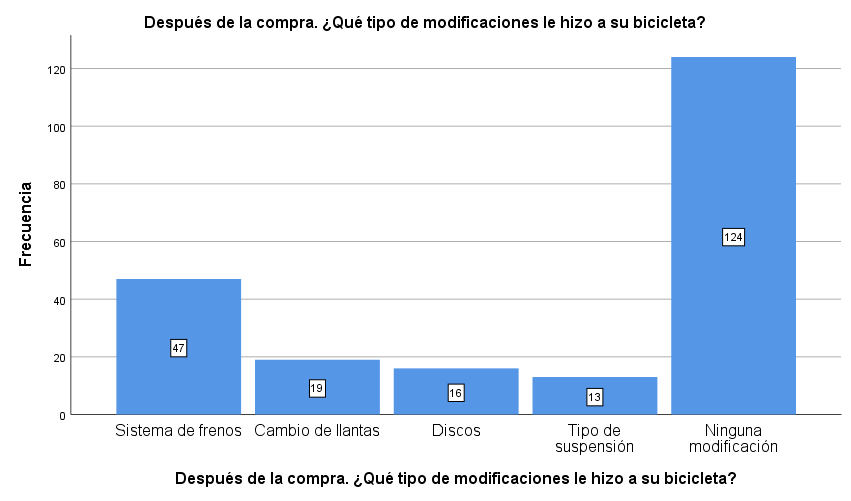 Después de la compra. ¿Qué tipo de modificaciones le hizo a su bicicleta?
Frecuencia
120
100
80
60
40
20
0
47
19
16
13
124
Sistema de frenos
Cambio de llantas
Discos
Tipo de
suspensión
Ninguna
modificación
Después de la compra. ¿Qué tipo de modificaciones le hizo a su bicicleta?